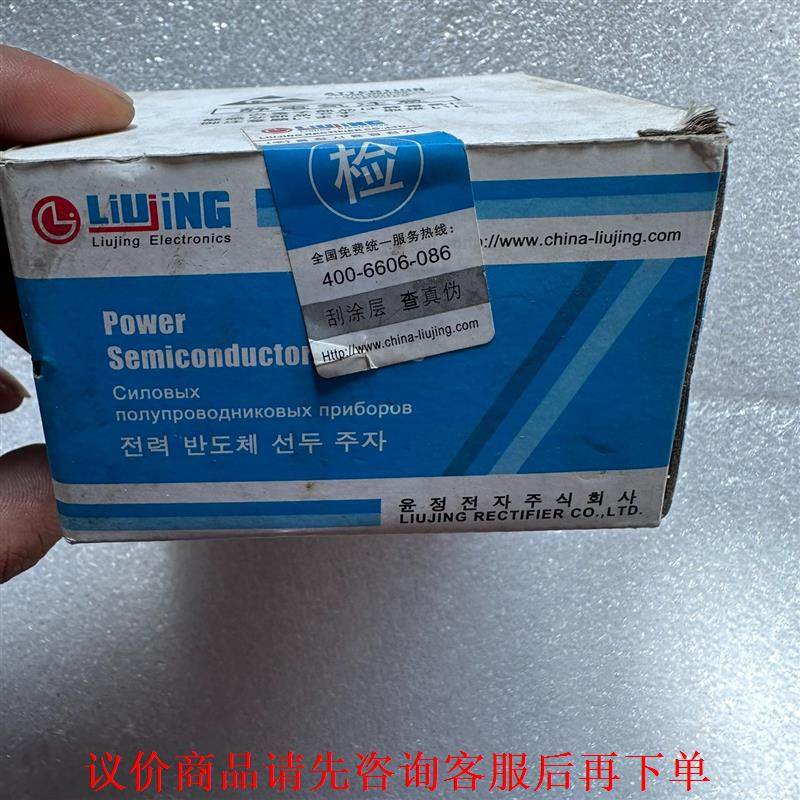 ATTENTION
LIUJING
检
全国免费统一服务热线:
400-6606-086
刮涂层 查真伪
Http://www.china-liujing.com
LIUJING
Liujing Electronics
http://www.china-liujing.com
Power
Semiconductor
Силовых
полупроводниковых приборов
전력 반도체 선두 주자
윤정전자주식회사
LIUJING RECTIFIER CO.,LTD.
议价商品请先咨询客服后再下单